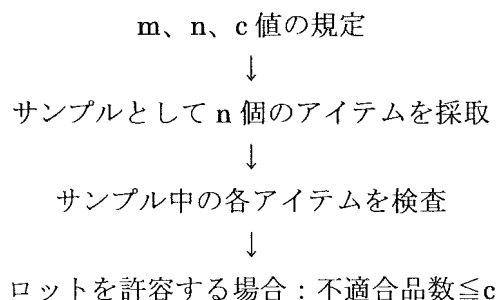 m、n、c 値の規定
↓
サンプルとして n 個のアイテムを採取
↓
サンプル中の各アイテムを検査
↓
ロットを許容する場合：不適合品数≦c